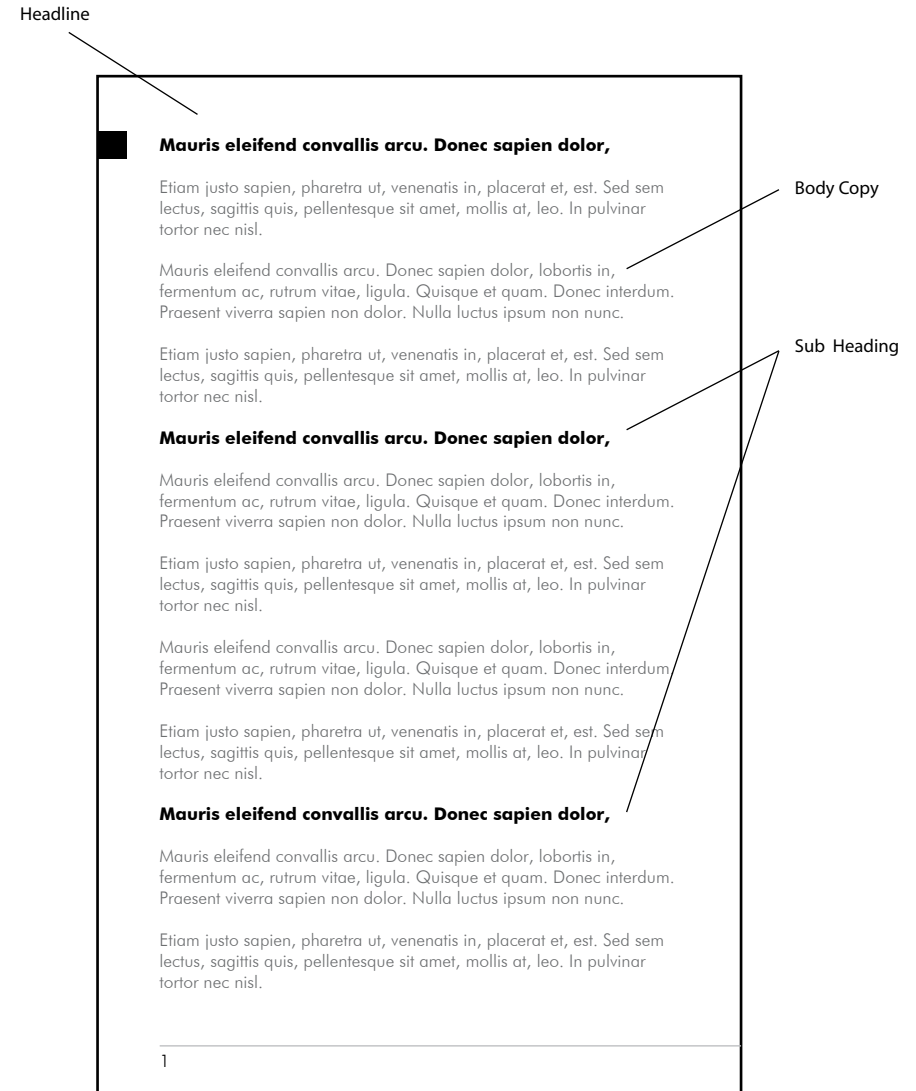 Headline
Mauris eleifend convallis arcu. Donec sapien dolor,
Etiam justo sapien, pharetra ut, venenatis in, placerat et, est. Sed sem
lectus, sagittis quis, pellentesque sit amet, mollis at, leo. In pulvinar
tortor nec nisl.
Body Copy
Mauris eleifend convallis arcu. Donec sapien dolor, lobortis in,
fermentum ac, rutrum vitae, ligula. Quisque et quam. Donec interdum.
Praesent viverra sapien non dolor. Nulla luctus ipsum non nunc.
Etiam justo sapien, pharetra ut, venenatis in, placerat et, est. Sed sem
lectus, sagittis quis, pellentesque sit amet, mollis at, leo. In pulvinar
tortor nec nisl.
Sub Heading
Mauris eleifend convallis arcu. Donec sapien dolor,
Mauris eleifend convallis arcu. Donec sapien dolor, lobortis in,
fermentum ac, rutrum vitae, ligula. Quisque et quam. Donec interdum.
Praesent viverra sapien non dolor. Nulla luctus ipsum non nunc.
Etiam justo sapien, pharetra ut, venenatis in, placerat et, est. Sed sem
lectus, sagittis quis, pellentesque sit amet, mollis at, leo. In pulvinar
tortor nec nisl.
Mauris eleifend convallis arcu. Donec sapien dolor, lobortis in,
fermentum ac, rutrum vitae, ligula. Quisque et quam. Donec interdum.
Praesent viverra sapien non dolor. Nulla luctus ipsum non nunc.
Etiam justo sapien, pharetra ut, venenatis in, placerat et, est. Sed sem
lectus, sagittis quis, pellentesque sit amet, mollis at, leo. In pulvinar
tortor nec nisl.
Mauris eleifend convallis arcu. Donec sapien dolor,
Mauris eleifend convallis arcu. Donec sapien dolor, lobortis in,
fermentum ac, rutrum vitae, ligula. Quisque et quam. Donec interdum.
Praesent viverra sapien non dolor. Nulla luctus ipsum non nunc.
Etiam justo sapien, pharetra ut, venenatis in, placerat et, est. Sed sem
lectus, sagittis quis, pellentesque sit amet, mollis at, leo. In pulvinar
tortor nec nisl.
1